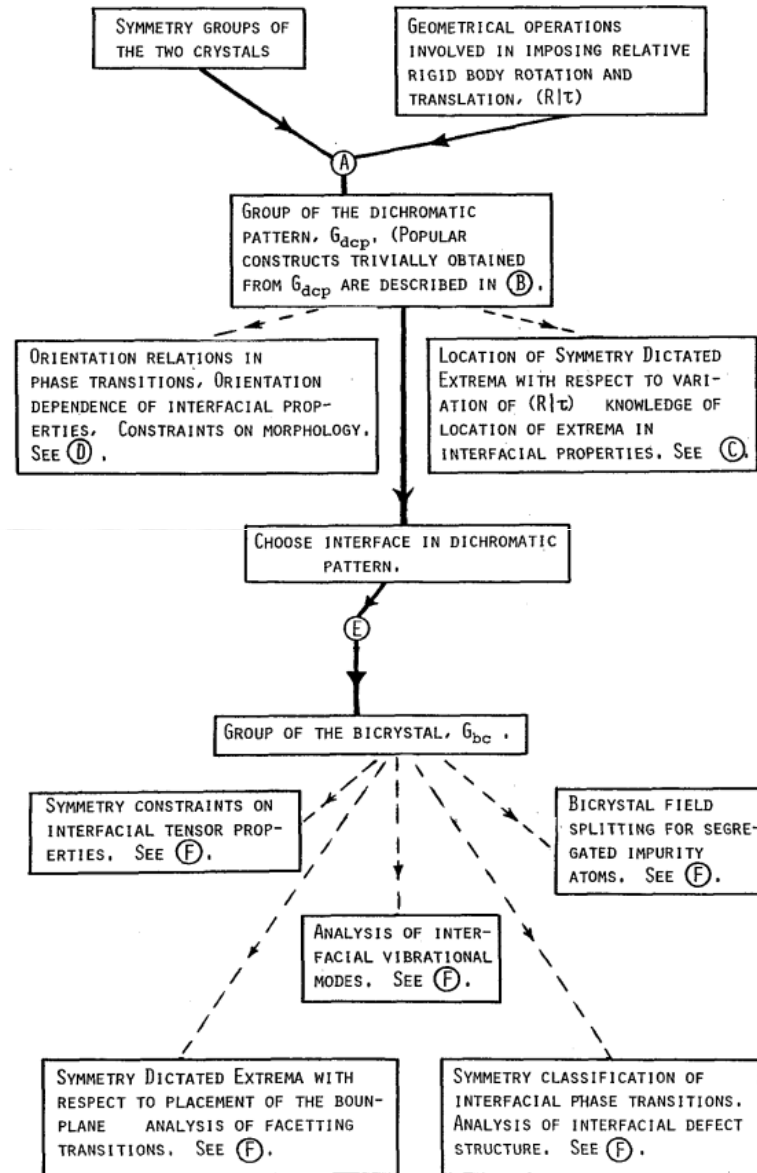 SYMMETRY GROUPS OF
THE TWO CRYSTALS
GEOMETRICAL OPERATIONS
INVOLVED IN IMPOSING RELATIVE
RIGID BODY ROTATION AND
TRANSLATION, (R|τ)
A
GROUP OF THE DICHROMATIC
PATTERN, Gdcp. (POPULAR
CONSTRUCTS TRIVIALLY OBTAINED
FROM Gdcp ARE DESCRIBED IN Ⓑ.
ORIENTATION RELATIONS IN
PHASE TRANSITIONS, ORIENTATION
DEPENDENCE OF INTERFACIAL PROP-
ERTIES, CONSTRAINTS ON MORPHOLOGY.
SEE Ⓓ.
LOCATION OF SYMMETRY DICTATED
EXTREMA WITH RESPECT TO VARI-
ATION OF (R|τ) KNOWLEDGE OF
LOCATION OF EXTREMA IN
INTERFACIAL PROPERTIES. SEE Ⓒ.
CHOOSE INTERFACE IN DICHROMATIC
PATTERN.
E
GROUP OF THE BICRYSTAL, Gbc .
SYMMETRY CONSTRAINTS ON
INTERFACIAL TENSOR PROP-
ERTIES. SEE Ⓕ.
BICRYSTAL FIELD
SPLITTING FOR SEGRE-
GATED IMPURITY
ATOMS. SEE Ⓕ.
ANALYSIS OF INTER-
FACIAL VIBRATIONAL
MODES. SEE Ⓕ.
SYMMETRY DICTATED EXTREMA WITH
RESPECT TO PLACEMENT OF THE BOUN-
PLANE ANALYSIS OF FACETTING
TRANSITIONS. SEE Ⓕ.
SYMMETRY CLASSIFICATION OF
INTERFACIAL PHASE TRANSITIONS.
ANALYSIS OF INTERFACIAL DEFECT
STRUCTURE. SEE Ⓕ.